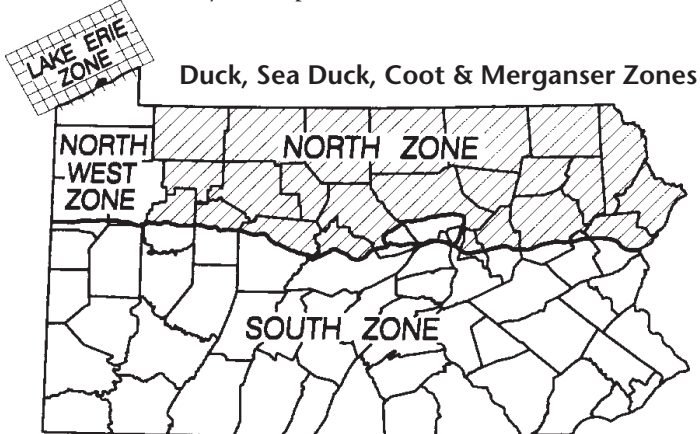 LAKE ERIE
ZONE
Duck, Sea Duck, Coot & Merganser Zones
NORTH
WEST
ZONE
NORTH ZONE
SOUTH ZONE